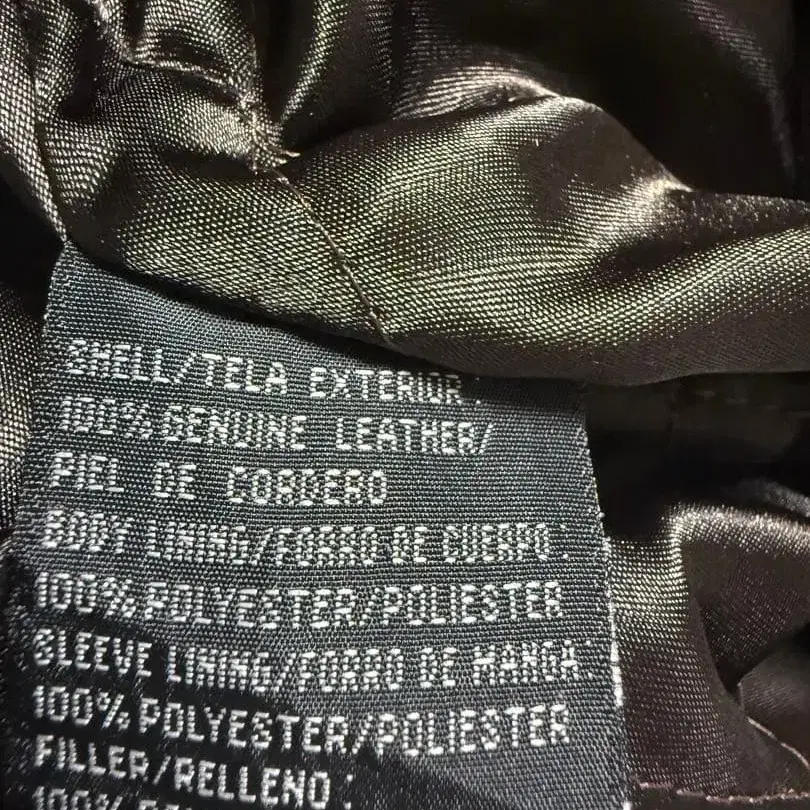 SHELL/TELA EXTERIOR:
100% GENUINE LEATHER/
PIEL DE CORDERO
BODY LINING/FORRO DE CUERPO:
100% POLYESTER/POLIESTER
SLEEVE LINING/FORRO DE MANGA
100% POLYESTER/POLIESTER
FILLER/RELLENO:
100%